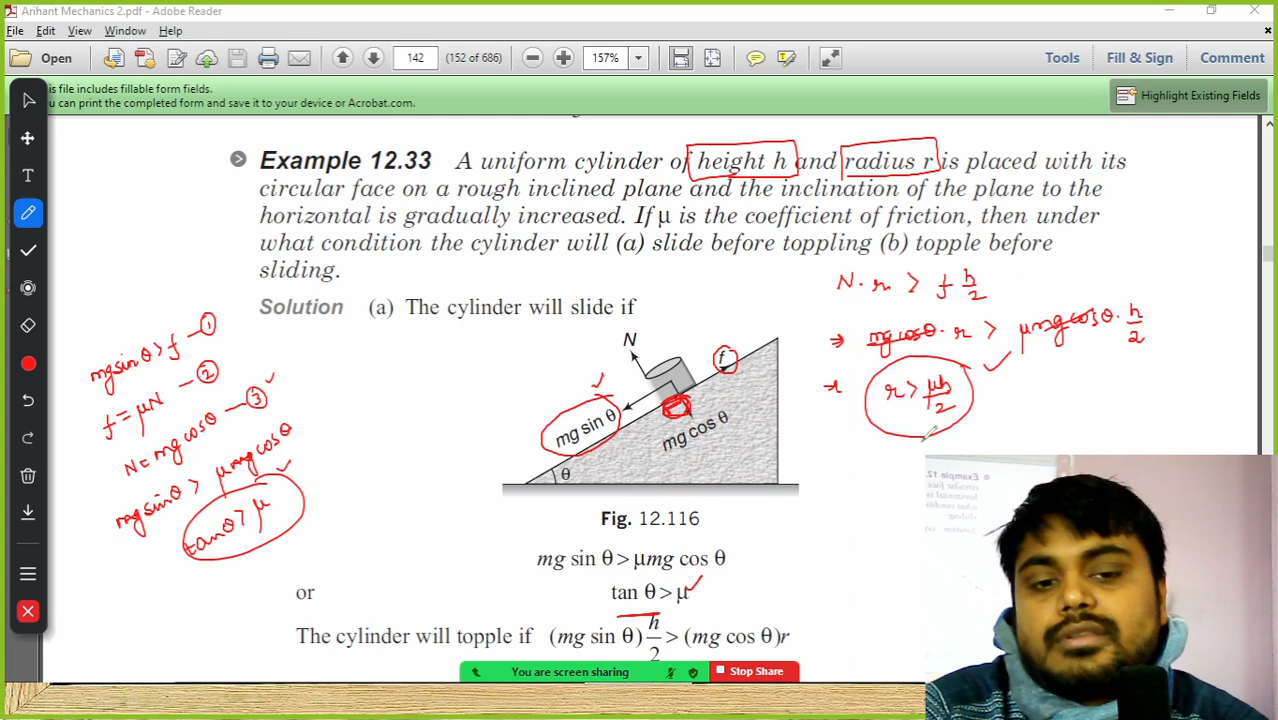 Arihant Mechanics 2.pdf - Adobe Reader
File Edit View Window Help
Open 142 (152 of 686) 157% Tools Fill & Sign Comment
is file includes fillable form fields.
u can print the completed form and save it to your device or Acrobat.com.
Highlight Existing Fields
Example 12.33 A uniform cylinder of height h and radius r is placed with its
circular face on a rough inclined plane and the inclination of the plane to the
horizontal is gradually increased. If μ is the coefficient of friction, then under
what condition the cylinder will (a) slide before toppling (b) topple before
sliding.
Solution (a) The cylinder will slide if
N·r > f h/2
⇒ mg cosθ·r > μmg cosθ·h/2
r > μh/2
mg sinθ > f — ①
f = μN — ②
N = mg cosθ — ③
mg sinθ > μmg cosθ
tanθ > μ
N
f
mg sin θ
mg cos θ
θ
Fig. 12.116
mg sin θ > μmg cos θ
or tan θ > μ
The cylinder will topple if (mg sin θ) h/2 > (mg cos θ)r
You are screen sharing Stop Share